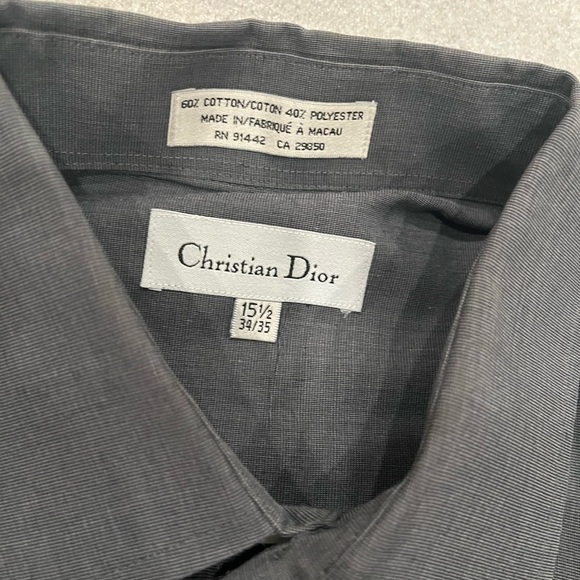 60% COTTON/COTON 40% POLYESTER
MADE IN/FABRIQUÉ À MACAU
RN 91442 CA 29850
Christian Dior
15½
34/35